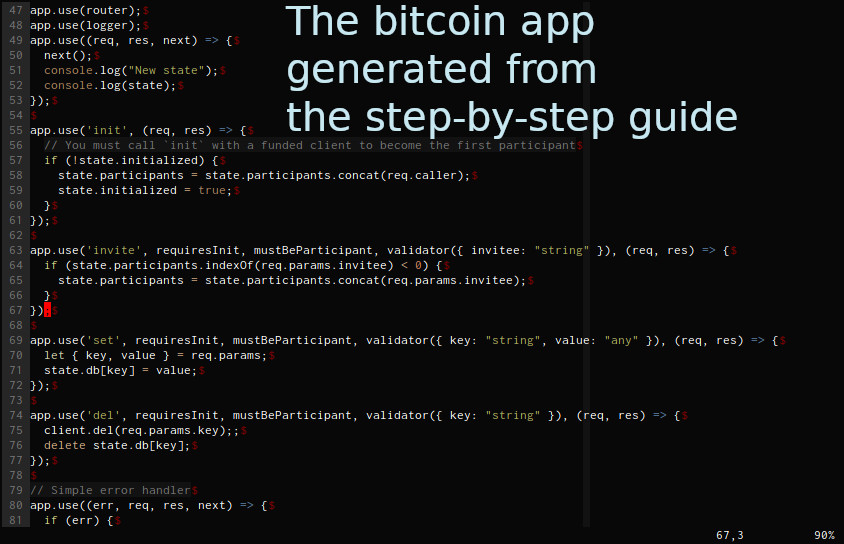 The bitcoin app
generated from
the step-by-step guide
47 app.use(router);$
48 app.use(logger);$
49 app.use((req, res, next) => {$
50   next();$
51   console.log("New state");$
52   console.log(state);$
53 });$
54 $
55 app.use('init', (req, res) => {$
56   // You must call `init` with a funded client to become the first participant$
57   if (!state.initialized) {$
58     state.participants = state.participants.concat(req.caller);$
59     state.initialized = true;$
60   }$
61 });$
62 $
63 app.use('invite', requiresInit, mustBeParticipant, validator({ invitee: "string" }), (req, res) => {$
64   if (state.participants.indexOf(req.params.invitee) < 0) {$
65     state.participants = state.participants.concat(req.params.invitee);$
66   }$
67 });$
68 $
69 app.use('set', requiresInit, mustBeParticipant, validator({ key: "string", value: "any" }), (req, res) => {$
70   let { key, value } = req.params;$
71   state.db[key] = value;$
72 });$
73 $
74 app.use('del', requiresInit, mustBeParticipant, validator({ key: "string" }), (req, res) => {$
75   client.del(req.params.key);;$
76   delete state.db[key];$
77 });$
78 $
79 // Simple error handler$
80 app.use((err, req, res, next) => {$
81   if (err) {$
67,3 90%